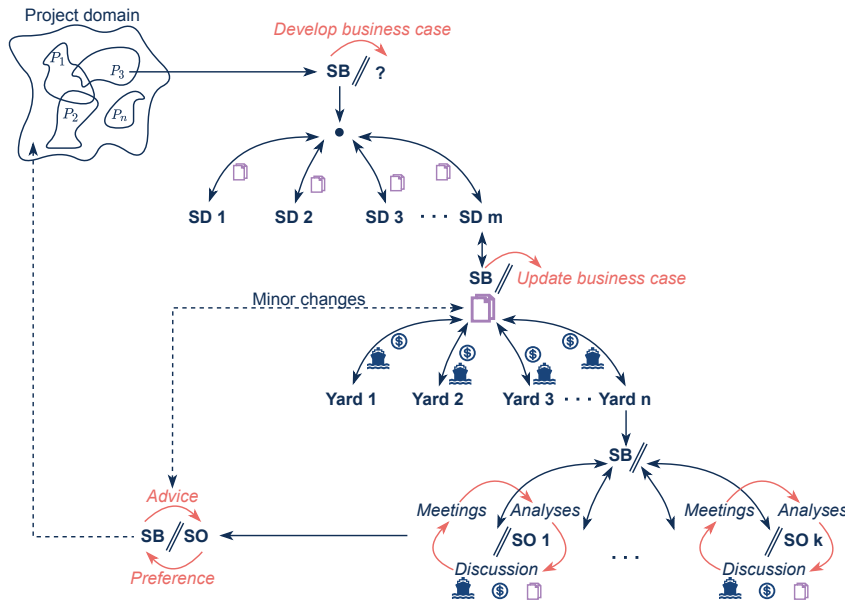 Project domain
Develop business case
P1
P3
SB // ?
P2
Pn
SD 1 SD 2 SD 3 · · · SD m
SB //
Update business case
Minor changes
$ $ $ $
Yard 1 Yard 2 Yard 3 · · · Yard n
SB //
Advice
Meetings Analyses Meetings Analyses
SB // SO
// SO 1 · · · // SO k
Preference
Discussion Discussion
$ $